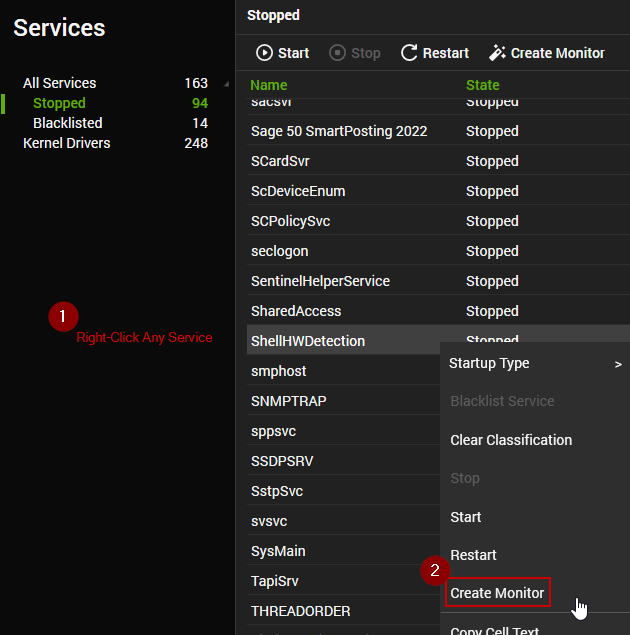 Services
All Services 163
Stopped 94
Blacklisted 14
Kernel Drivers 248
1
Right-Click Any Service
Stopped
Start Stop Restart Create Monitor
Name State
sacsvr Stopped
Sage 50 SmartPosting 2022 Stopped
SCardSvr Stopped
ScDeviceEnum Stopped
SCPolicySvc Stopped
seclogon Stopped
SentinelHelperService Stopped
SharedAccess Stopped
ShellHWDetection Stopped
smphost
SNMPTRAP
sppsvc
SSDPSRV
SstpSvc
svsvc
SysMain
TapiSrv
THREADORDER
Startup Type >
Blacklist Service
Clear Classification
Stop
Start
Restart
2
Create Monitor
Copy Cell Text